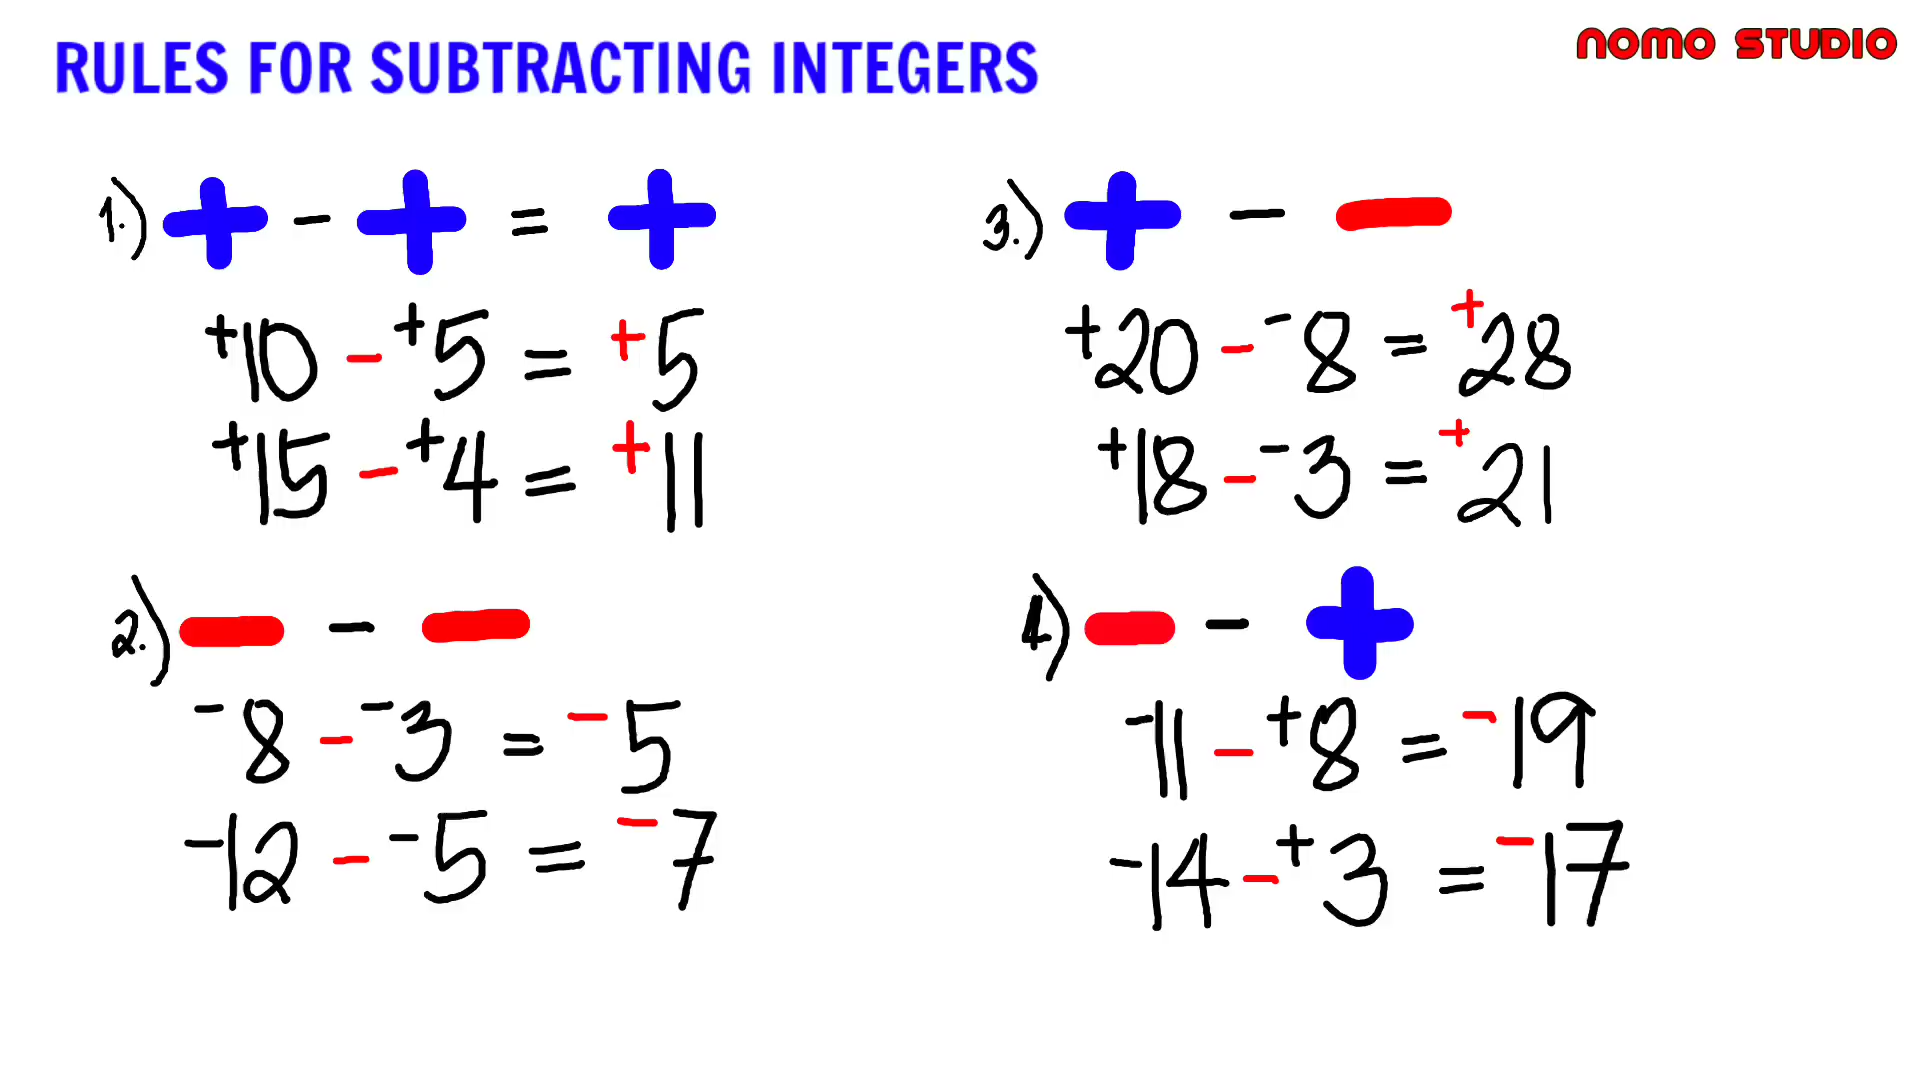 RULES FOR SUBTRACTING INTEGERS
NOMO STUDIO
1.) + - + = +
+10 - +5 = +5
+15 - +4 = +11
2.) - - -
-8 - -3 = -5
-12 - -5 = -7
3.) + - -
+20 - -8 = +28
+18 - -3 = +21
4.) - - +
-11 - +8 = -19
-14 - +3 = -17